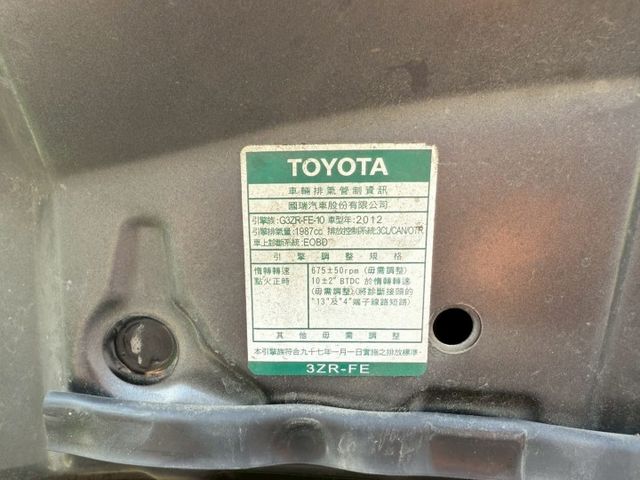 TOYOTA
車輛排氣管制資訊
國瑞汽車股份有限公司
引擎族:G3ZR-FE-10 車型年:2012
引擎排氣量:1987cc 排放控制系統:3CL/CAN/O7R
車上診斷系統:EOBD
引擎調整規格
惰轉轉速 675±50rpm (毋需調整)
點火正時 10±2°BTDC 於惰轉轉速
(毋需調整)(將診斷接頭的
"13"及"4"端子線路短路)
其他毋需調整
本引擎族符合九十七年一月一日實施之排放標準.
3ZR-FE